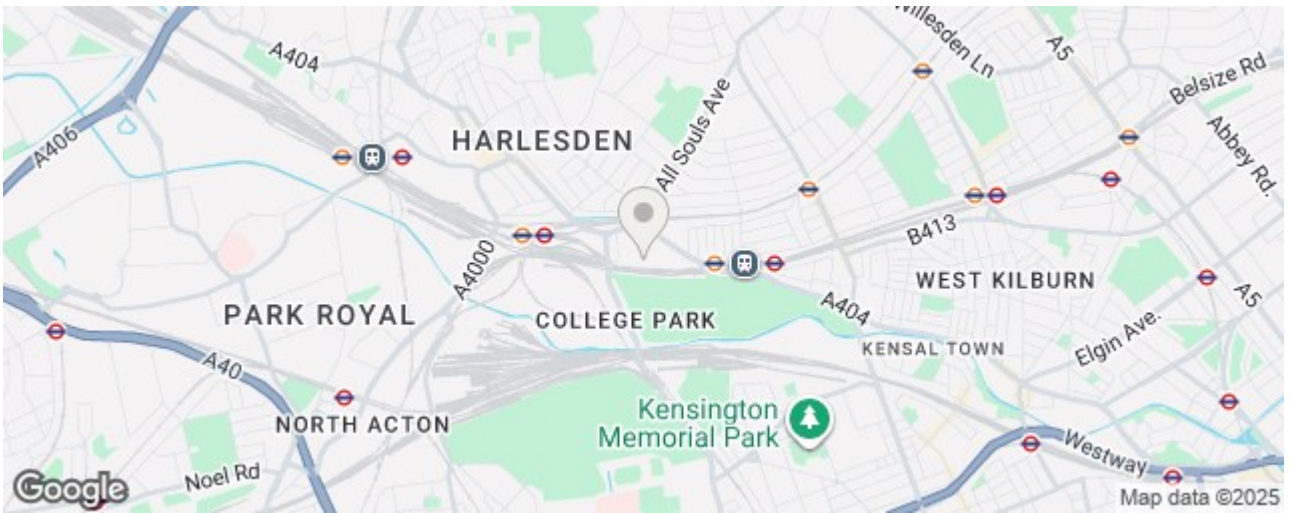 Willesden Ln
A5
A404
Belsize Rd
A406
HARLESDEN
All Souls Ave
Abbey Rd.
B413
A4000
WEST KILBURN
PARK ROYAL
COLLEGE PARK
A404
A5
KENSAL TOWN
Elgin Ave.
A40
NORTH ACTON
Kensington
Memorial Park
Westway
Noel Rd
Google
Map data ©2025